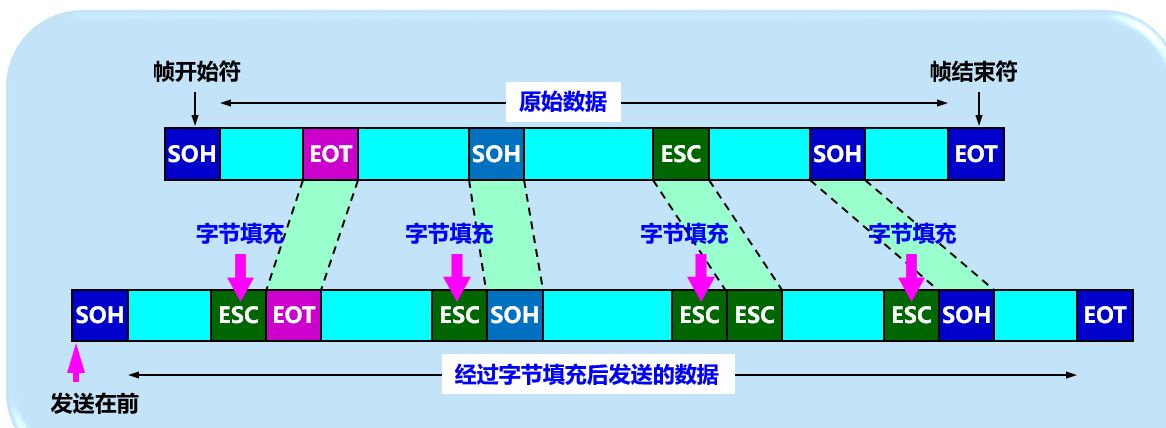 帧开始符 帧结束符
原始数据
SOH EOT SOH ESC SOH EOT
字节填充 字节填充 字节填充 字节填充
SOH ESC EOT ESC SOH ESC ESC ESC SOH EOT
经过字节填充后发送的数据
发送在前